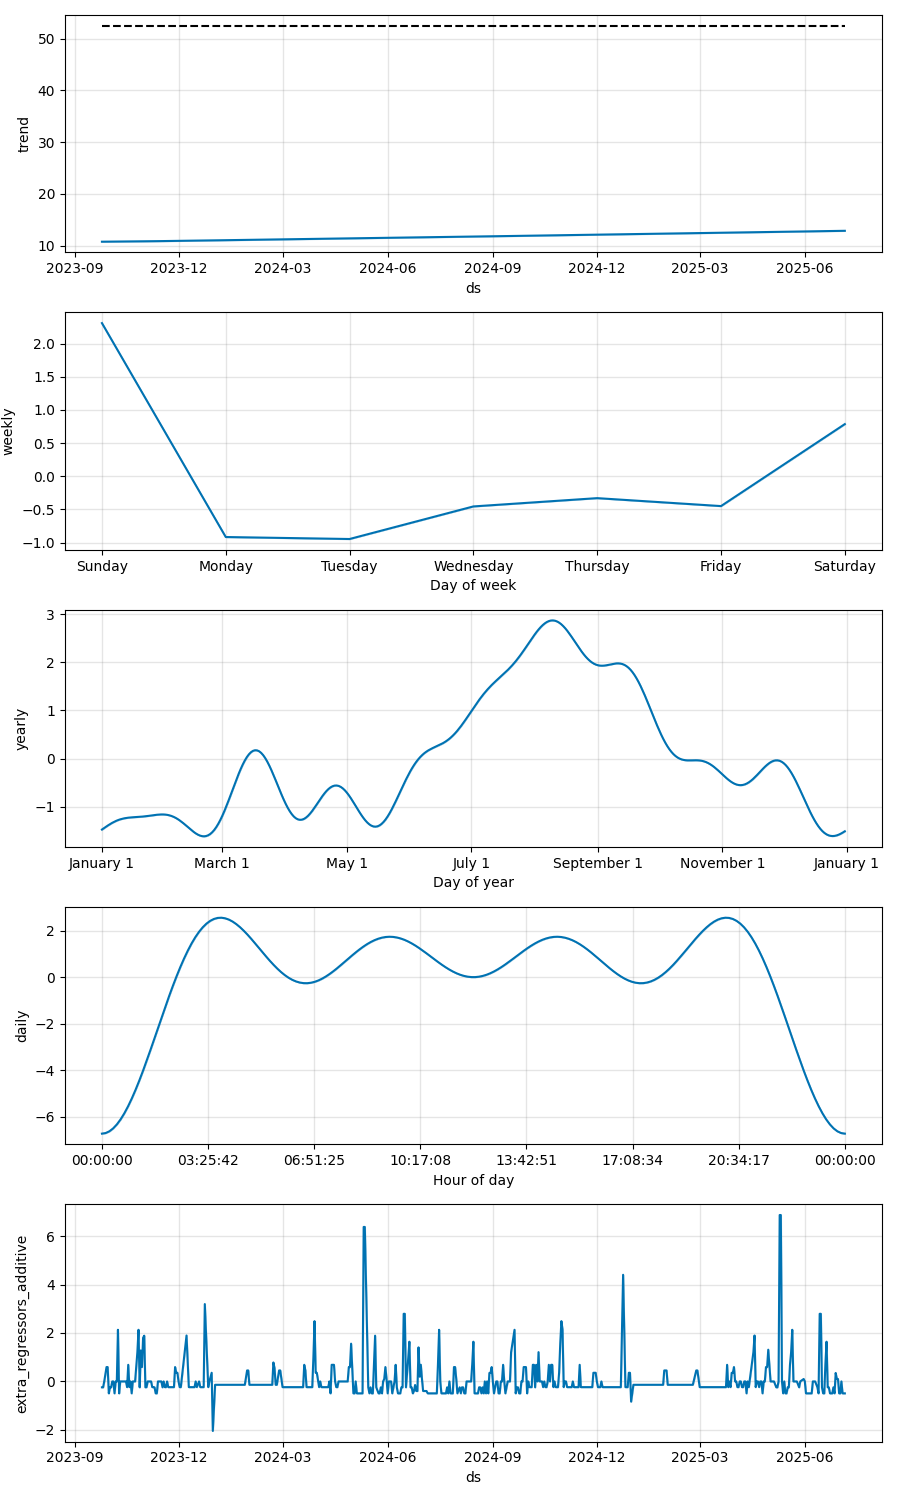 50
40
30
20
10
trend
2023-09 2023-12 2024-03 2024-06 2024-09 2024-12 2025-03 2025-06
ds
2.0
1.5
1.0
0.5
0.0
−0.5
−1.0
weekly
Sunday Monday Tuesday Wednesday Thursday Friday Saturday
Day of week
3
2
1
0
−1
yearly
January 1 March 1 May 1 July 1 September 1 November 1 January 1
Day of year
2
0
−2
−4
−6
daily
00:00:00 03:25:42 06:51:25 10:17:08 13:42:51 17:08:34 20:34:17 00:00:00
Hour of day
6
4
2
0
−2
extra_regressors_additive
2023-09 2023-12 2024-03 2024-06 2024-09 2024-12 2025-03 2025-06
ds